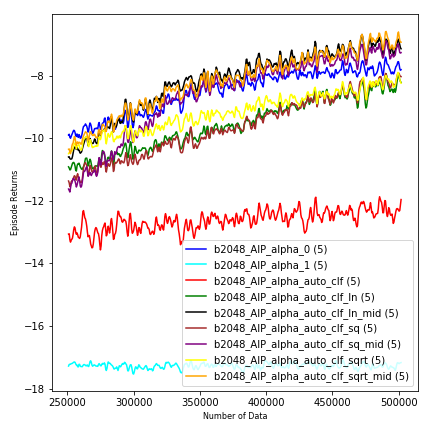 −8
−10
−12
−14
−16
−18
Episode Returns
b2048_AIP_alpha_0 (5)
b2048_AIP_alpha_1 (5)
b2048_AIP_alpha_auto_clf (5)
b2048_AIP_alpha_auto_clf_ln (5)
b2048_AIP_alpha_auto_clf_ln_mid (5)
b2048_AIP_alpha_auto_clf_sq (5)
b2048_AIP_alpha_auto_clf_sq_mid (5)
b2048_AIP_alpha_auto_clf_sqrt (5)
b2048_AIP_alpha_auto_clf_sqrt_mid (5)
250000 300000 350000 400000 450000 500000
Number of Data